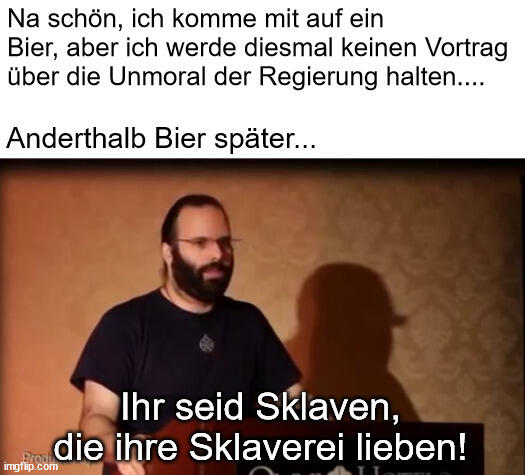 Na schön, ich komme mit auf ein
Bier, aber ich werde diesmal keinen Vortrag
über die Unmoral der Regierung halten....
Anderthalb Bier später...
Ihr seid Sklaven,
die ihre Sklaverei lieben!
imgflip.com